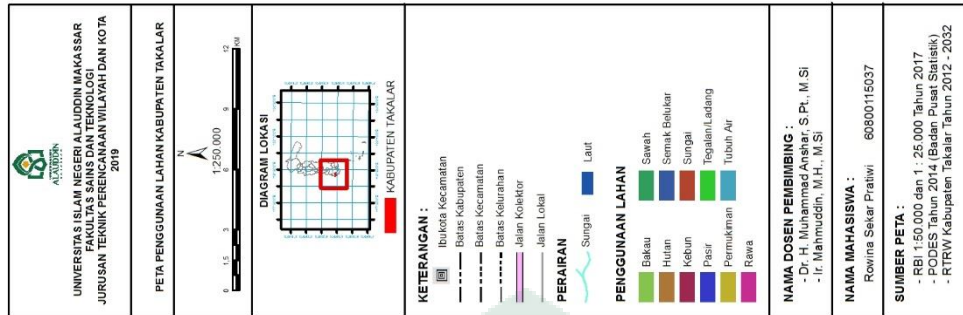 ALAUDDIN
UNIVERSITAS ISLAM NEGERI ALAUDDIN MAKASSAR
FAKULTAS SAINS DAN TEKNOLOGI
JURUSAN TEKNIK PERENCANAAN WILAYAH DAN KOTA
2019
PETA PENGGUNAAN LAHAN KABUPATEN TAKALAR
N
1:250.000
0 1,5 3 6 9 12
KM
DIAGRAM LOKASI
KABUPATEN TAKALAR
KETERANGAN :
Ibukota Kecamatan
Batas Kabupaten
Batas Kecamatan
Batas Kelurahan
Jalan Kolektor
Jalan Lokal
PERAIRAN
Sungai
Laut
PENGGUNAAN LAHAN
Bakau
Hutan
Kebun
Pasir
Permukiman
Rawa
Sawah
Semak Belukar
Sungai
Tegalan/Ladang
Tubuh Air
NAMA DOSEN PEMBIMBING :
- Dr. H. Muhammad Anshar, S.Pt., M.Si
- Ir. Mahmuddin, M.H., M.Si
NAMA MAHASISWA :
Rowina Sekar Pratiwi 60800115037
SUMBER PETA :
- RBI 1:50.000 dan 1 : 25.000 Tahun 2017
- PODES Tahun 2014 (Badan Pusat Statistik)
- RTRW Kabupaten Takalar Tahun 2012 - 2032